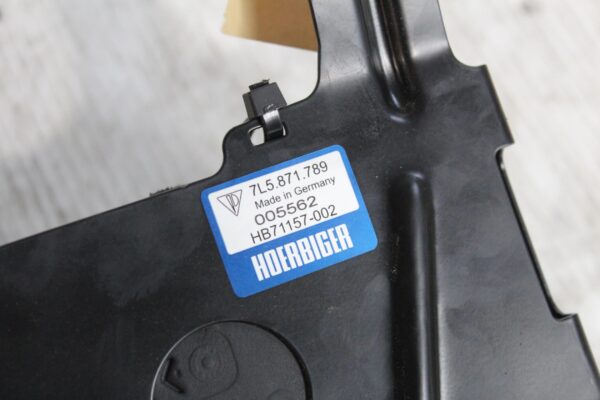 7L5.871.789
Made in Germany
005562
HB71157-002
HOERBIGER